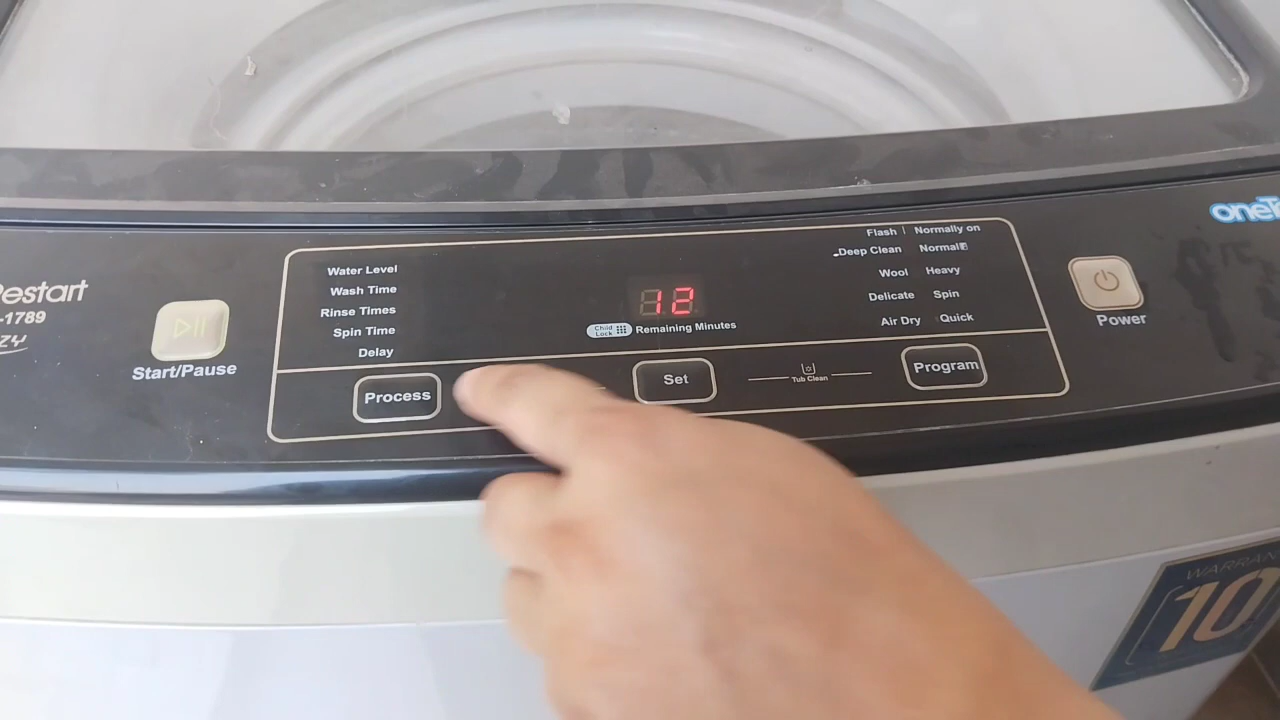 Restart
-1789
ZY
Start/Pause
Water Level
Wash Time
Rinse Times
Spin Time
Delay
Process
12
Child Lock
Remaining Minutes
Set
Tub Clean
Flash
Normally on
Deep Clean
Normal
Wool
Heavy
Delicate
Spin
Air Dry
Quick
Program
Power
one
WARRAN
10